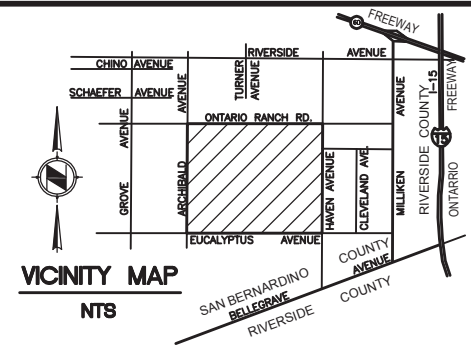 FREEWAY
60
RIVERSIDE AVENUE
CHINO AVENUE
SCHAEFER AVENUE
AVENUE
TURNER AVENUE
ONTARIO RANCH RD.
GROVE AVENUE
ARCHIBALD
HAVEN AVENUE
CLEVELAND AVE.
MILLIKEN AVENUE
RIVERSIDE COUNTY
I-15
15
ONTARRIO FREEWAY
EUCALYPTUS AVENUE
SAN BERNARDINO COUNTY
BELLEGRAVE AVENUE
RIVERSIDE COUNTY
VICINITY MAP
NTS